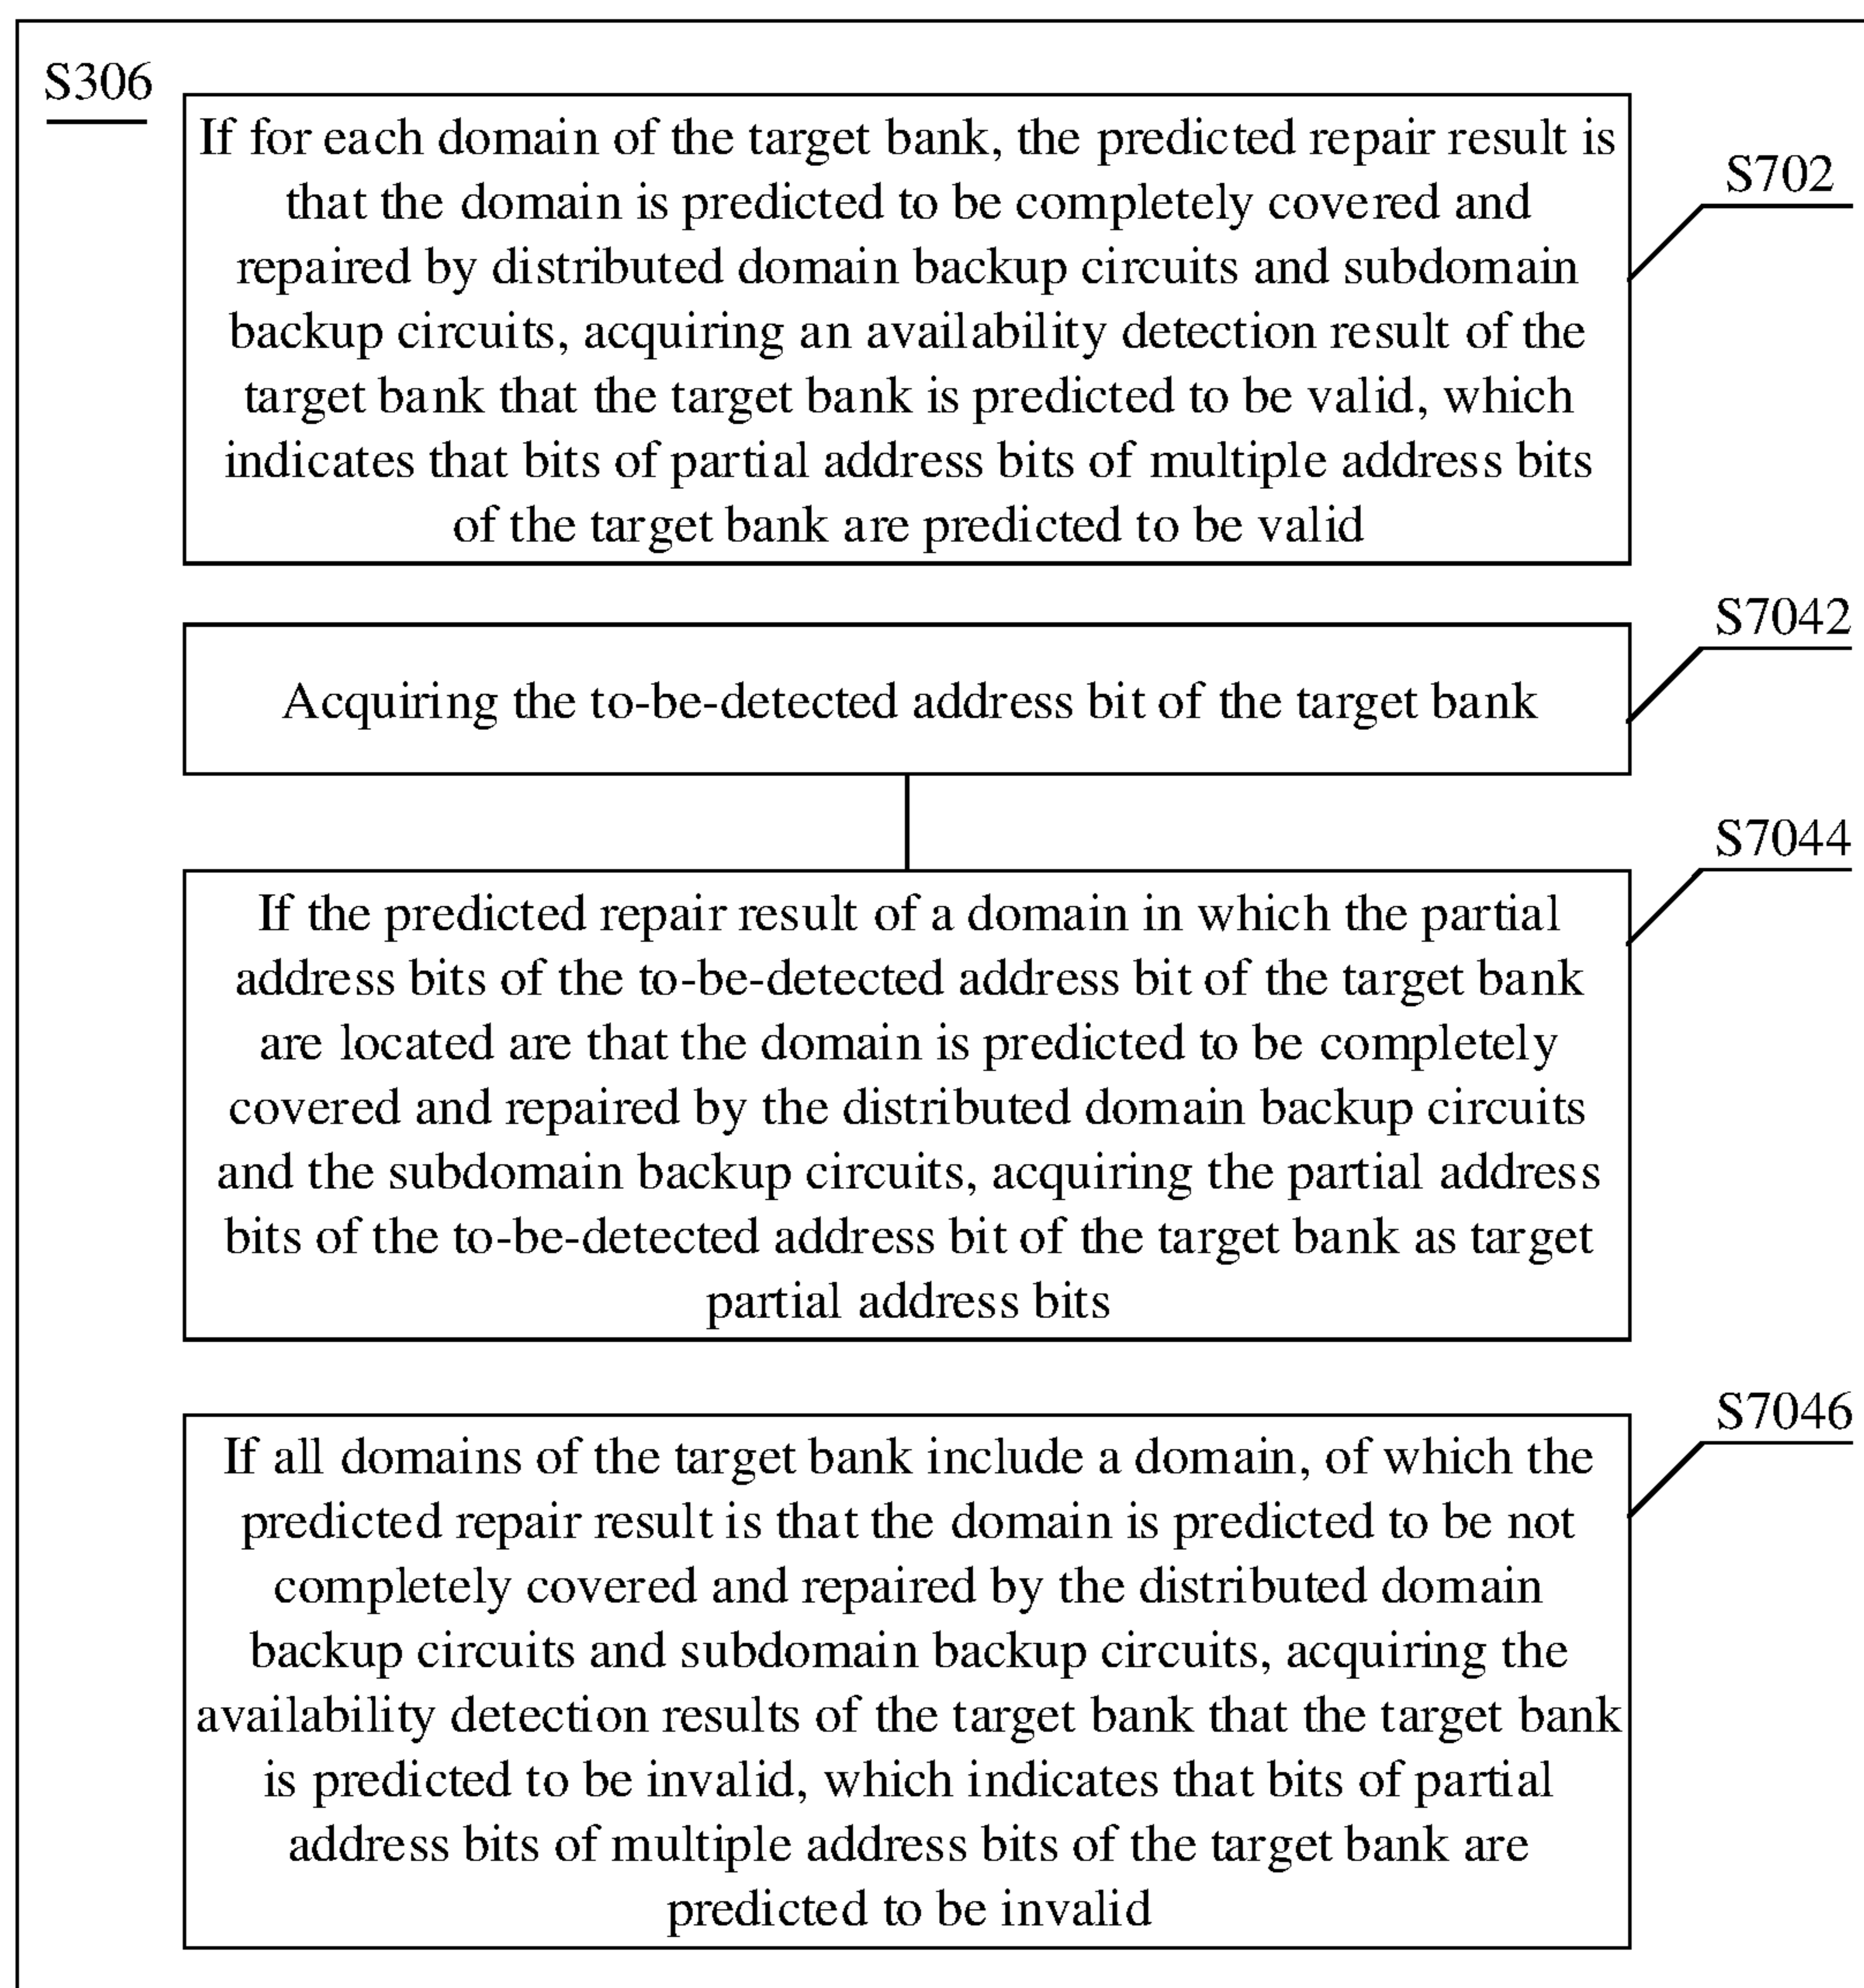 S306
If for each domain of the target bank, the predicted repair result is
that the domain is predicted to be completely covered and
repaired by distributed domain backup circuits and subdomain
backup circuits, acquiring an availability detection result of the
target bank that the target bank is predicted to be valid, which
indicates that bits of partial address bits of multiple address bits
of the target bank are predicted to be valid
S702
Acquiring the to-be-detected address bit of the target bank
S7042
If the predicted repair result of a domain in which the partial
address bits of the to-be-detected address bit of the target bank
are located are that the domain is predicted to be completely
covered and repaired by the distributed domain backup circuits
and the subdomain backup circuits, acquiring the partial address
bits of the to-be-detected address bit of the target bank as target
partial address bits
S7044
If all domains of the target bank include a domain, of which the
predicted repair result is that the domain is predicted to be not
completely covered and repaired by the distributed domain
backup circuits and subdomain backup circuits, acquiring the
availability detection results of the target bank that the target bank
is predicted to be invalid, which indicates that bits of partial
address bits of multiple address bits of the target bank are
predicted to be invalid
S7046